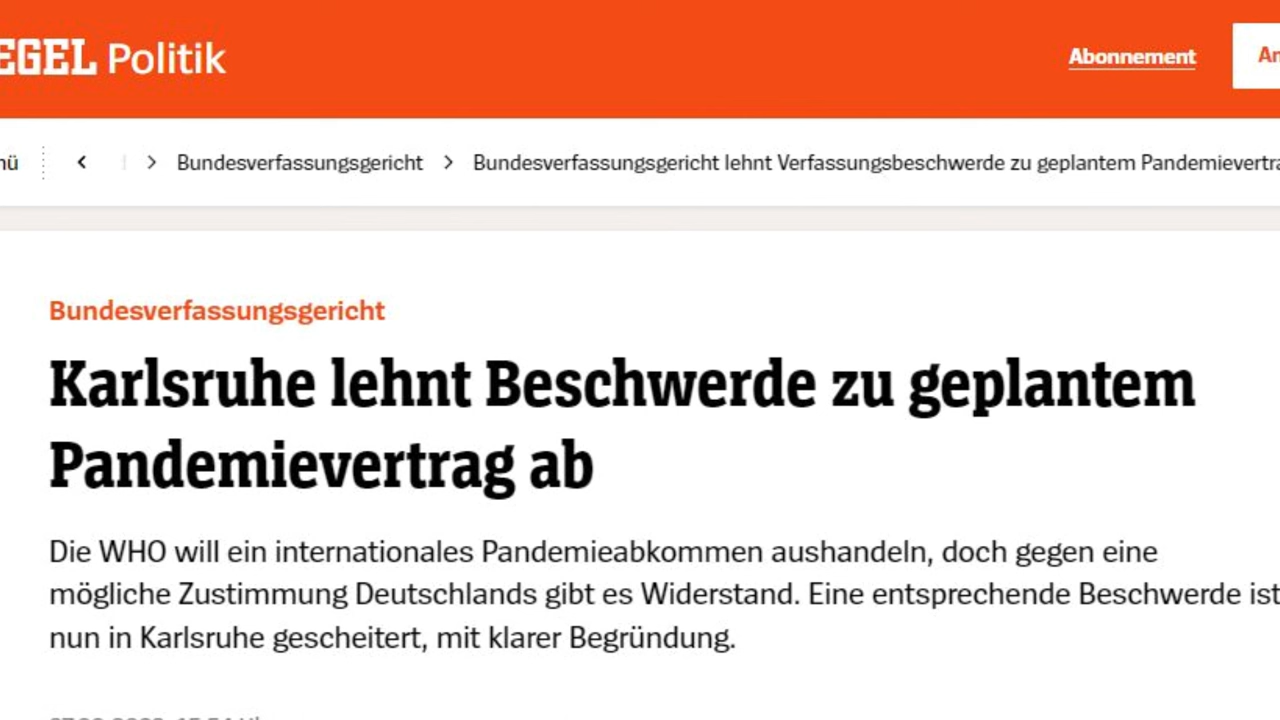 EGEL Politik
Abonnement
Bundesverfassungsgericht > Bundesverfassungsgericht lehnt Verfassungsbeschwerde zu geplantem
Bundesverfassungsgericht
Karlsruhe lehnt Beschwerde zu geplantem
Pandemievertrag ab
Die WHO will ein internationales Pandemieabkommen aushandeln, doch gegen eine
mögliche Zustimmung Deutschlands gibt es Widerstand. Eine entsprechende Beschwerde ist
nun in Karlsruhe gescheitert, mit klarer Begründung.